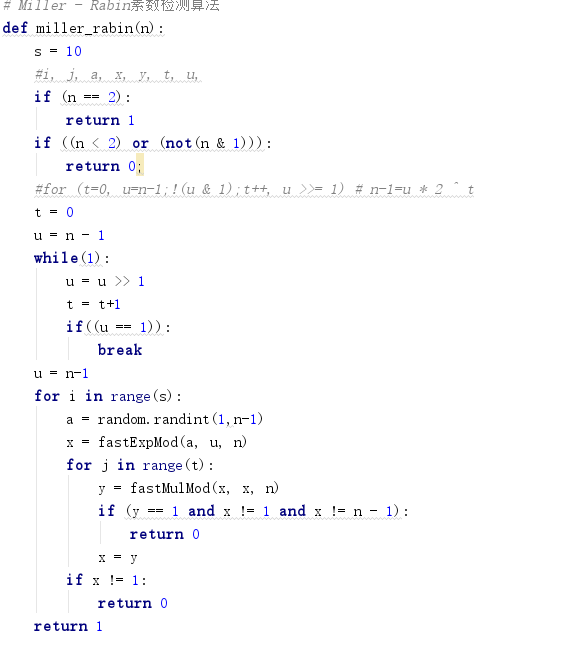 # Miller - Rabin素数检测算法
def miller_rabin(n):
    s = 10
    #i, j, a, x, y, t, u,
    if (n == 2):
        return 1
    if ((n < 2) or (not(n & 1))):
        return 0;
    #for (t=0, u=n-1;!(u & 1);t++, u >>= 1) # n-1=u * 2 ^ t
    t = 0
    u = n - 1
    while(1):
        u = u >> 1
        t = t+1
        if((u == 1)):
            break
    u = n-1
    for i in range(s):
        a = random.randint(1,n-1)
        x = fastExpMod(a, u, n)
        for j in range(t):
            y = fastMulMod(x, x, n)
            if (y == 1 and x != 1 and x != n - 1):
                return 0
            x = y
        if x != 1:
            return 0
    return 1